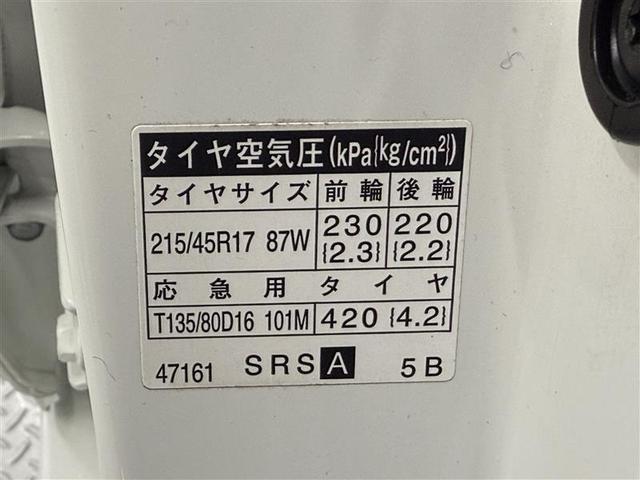 タイヤ空気圧(kPa{kg/cm²})
タイヤサイズ 前輪 後輪
215/45R17 87W 230 {2.3} 220 {2.2}
応急用タイヤ
T135/80D16 101M 420 {4.2}
47161 SRS A 5B